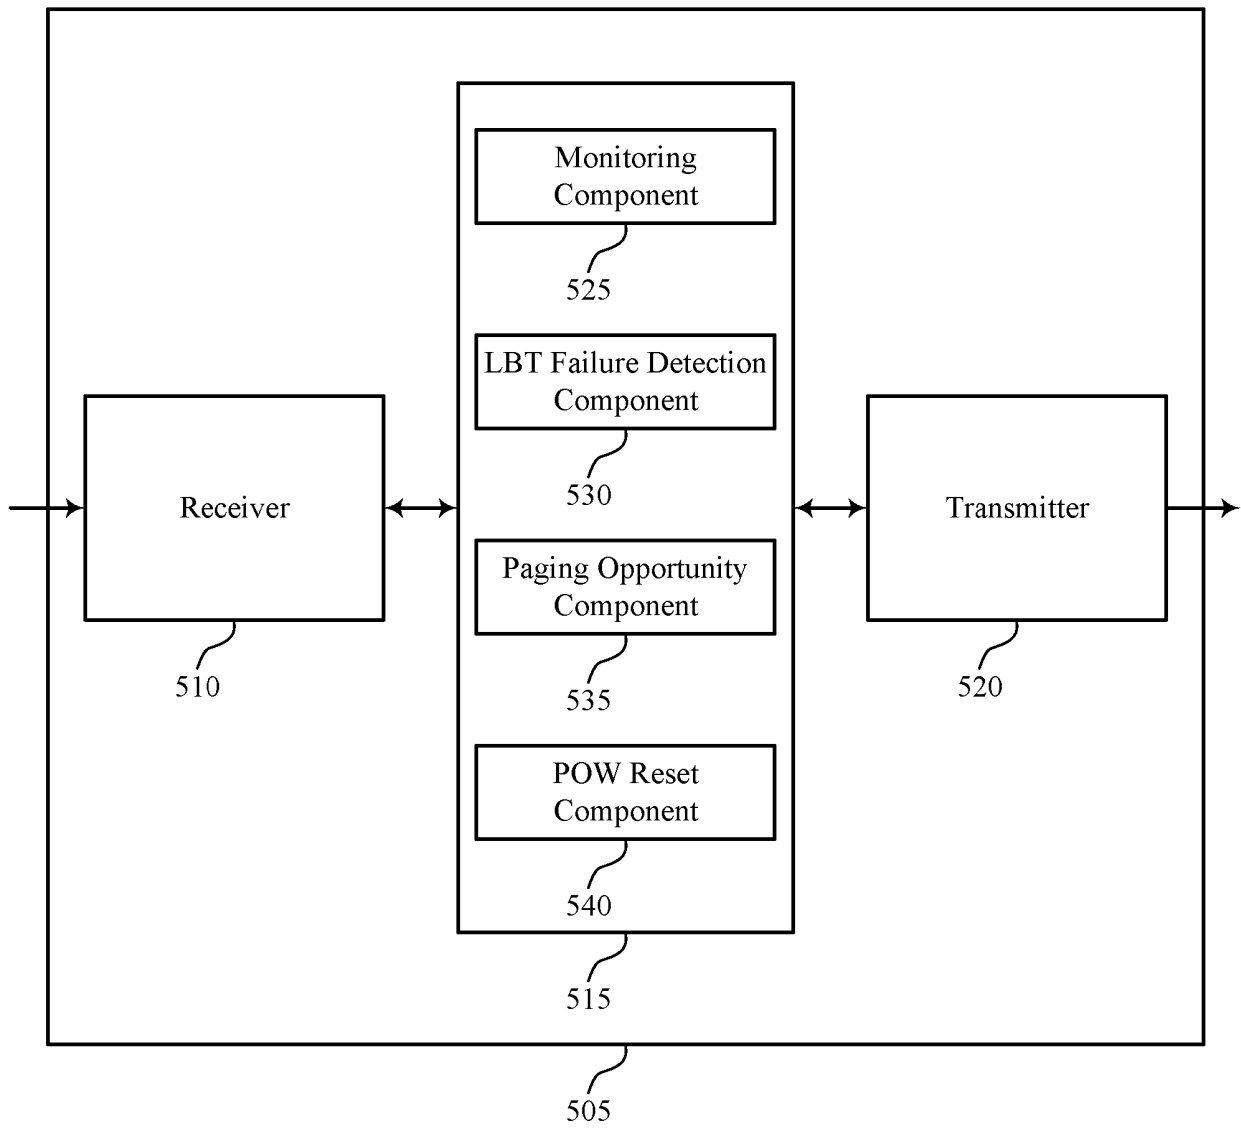 Monitoring
Component
525
LBT Failure Detection
Component
530
Receiver
510
Paging Opportunity
Component
535
Transmitter
520
POW Reset
Component
540
515
505